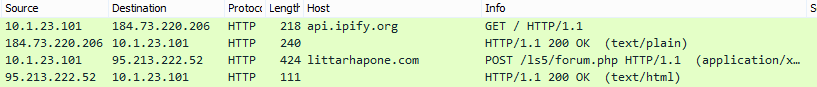 Source Destination Protocc Length Host Info S
10.1.23.101 184.73.220.206 HTTP 218 api.ipify.org GET / HTTP/1.1
184.73.220.206 10.1.23.101 HTTP 240 HTTP/1.1 200 OK (text/plain)
10.1.23.101 95.213.222.52 HTTP 424 littarhapone.com POST /ls5/forum.php HTTP/1.1 (application/x…
95.213.222.52 10.1.23.101 HTTP 111 HTTP/1.1 200 OK (text/html)